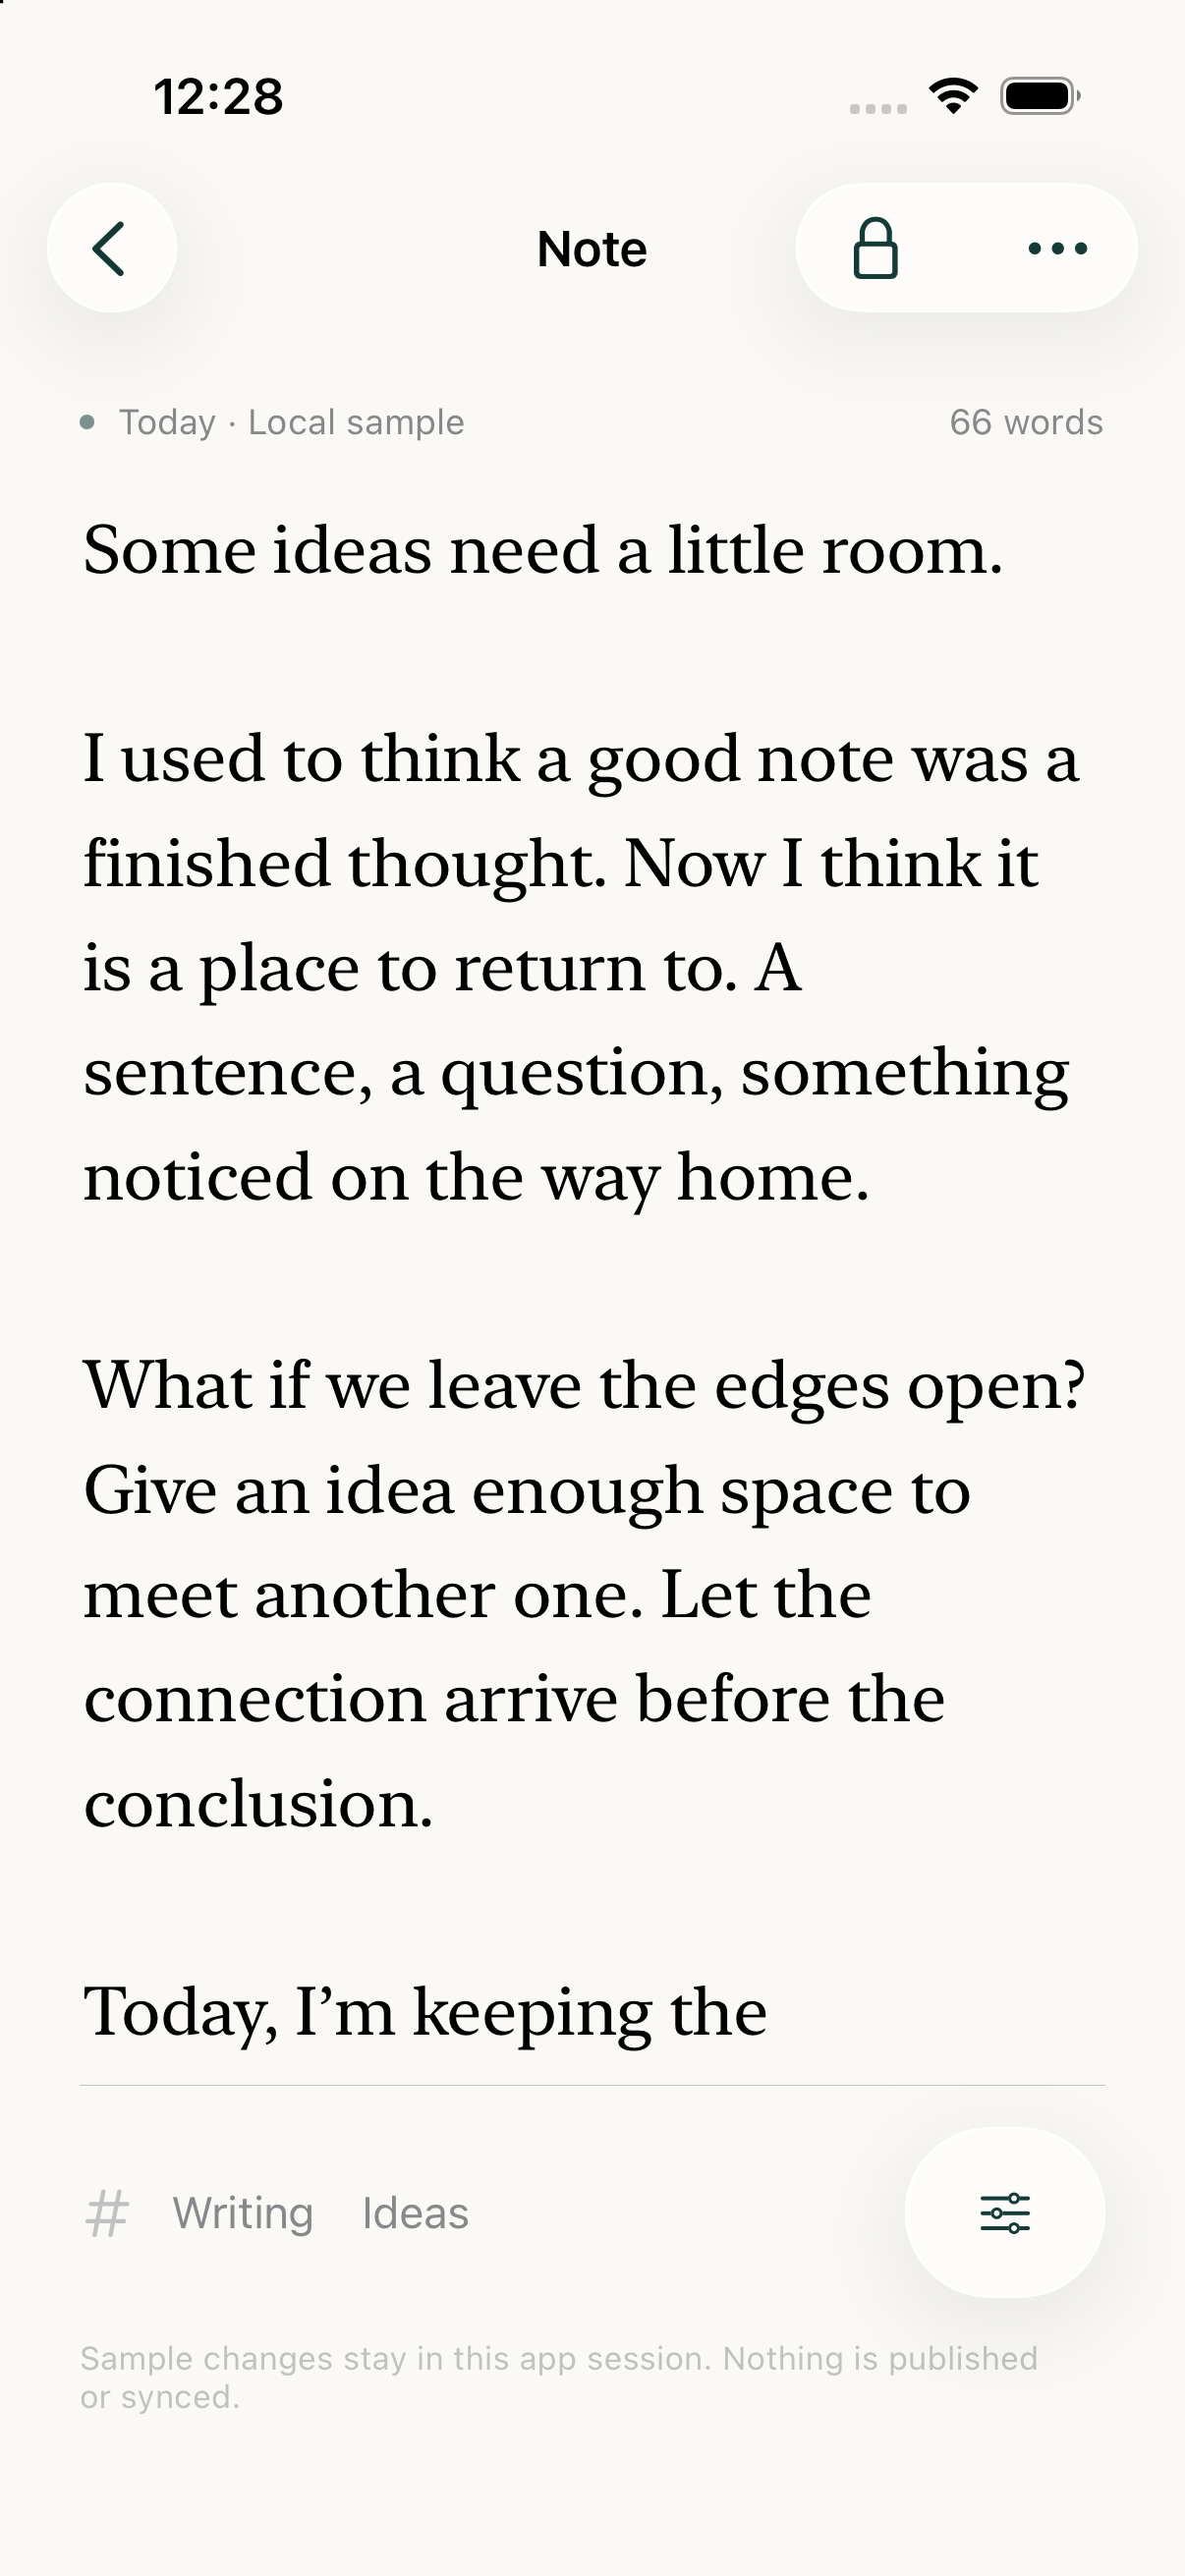 12:28
Note
Today · Local sample
66 words
Some ideas need a little room.
I used to think a good note was a
finished thought. Now I think it
is a place to return to. A
sentence, a question, something
noticed on the way home.
What if we leave the edges open?
Give an idea enough space to
meet another one. Let the
connection arrive before the
conclusion.
Today, I’m keeping the
# Writing Ideas
Sample changes stay in this app session. Nothing is published
or synced.